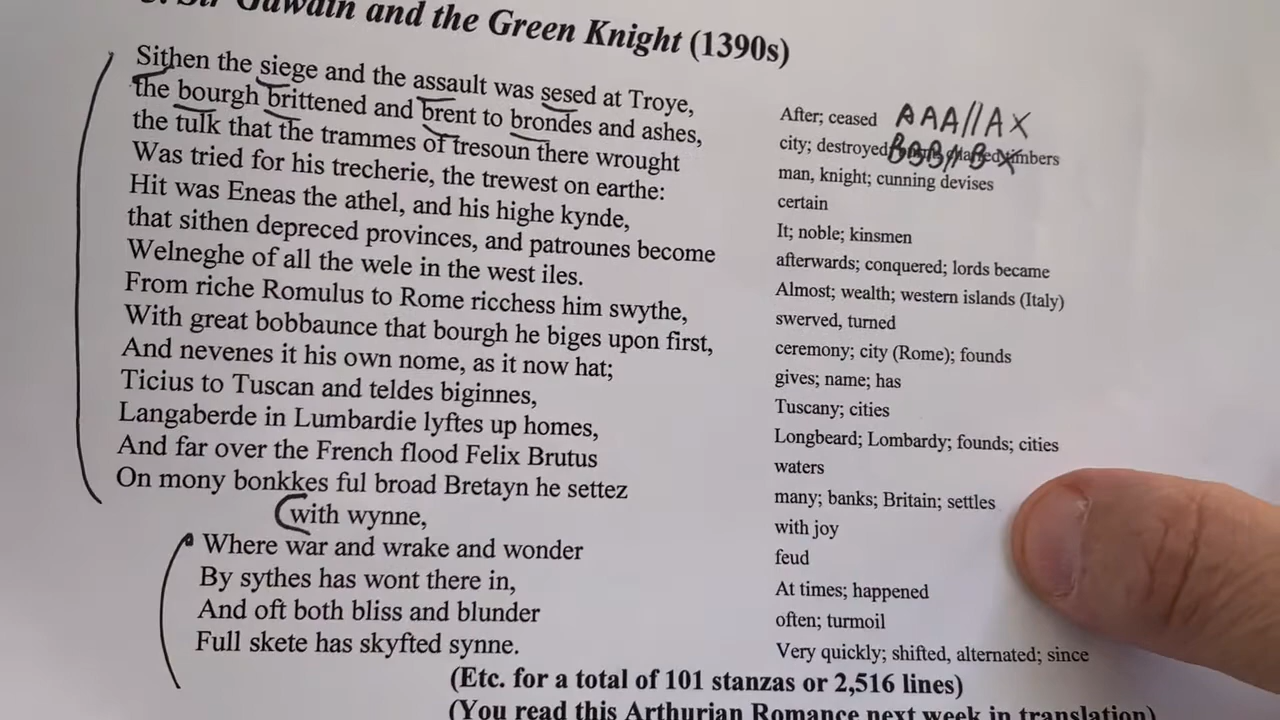 Sir Gawain and the Green Knight (1390s)
Sithen the siege and the assault was sesed at Troye, After; ceased AAA//AX
the bourgh brittened and brent to brondes and ashes, city; destroyed BBB//BX
the tulk that the trammes of tresoun there wrought man, knight; cunning devises
Was tried for his trecherie, the trewest on earthe: certain
Hit was Eneas the athel, and his highe kynde, It; noble; kinsmen
that sithen depreced provinces, and patrounes become afterwards; conquered; lords became
Welneghe of all the wele in the west iles. Almost; wealth; western islands (Italy)
From riche Romulus to Rome ricchess him swythe, swerved, turned
With great bobbaunce that bourgh he biges upon first, ceremony; city (Rome); founds
And nevenes it his own nome, as it now hat; gives; name; has
Ticius to Tuscan and teldes biginnes, Tuscany; cities
Langaberde in Lumbardie lyftes up homes, Longbeard; Lombardy; founds; cities
And far over the French flood Felix Brutus waters
On mony bonkkes ful broad Bretayn he settez many; banks; Britain; settles
with wynne, with joy
Where war and wrake and wonder feud
By sythes has wont there in, At times; happened
And oft both bliss and blunder often; turmoil
Full skete has skyfted synne. Very quickly; shifted, alternated; since
(Etc. for a total of 101 stanzas or 2,516 lines)
(You read this Arthurian Romance next week in translation)